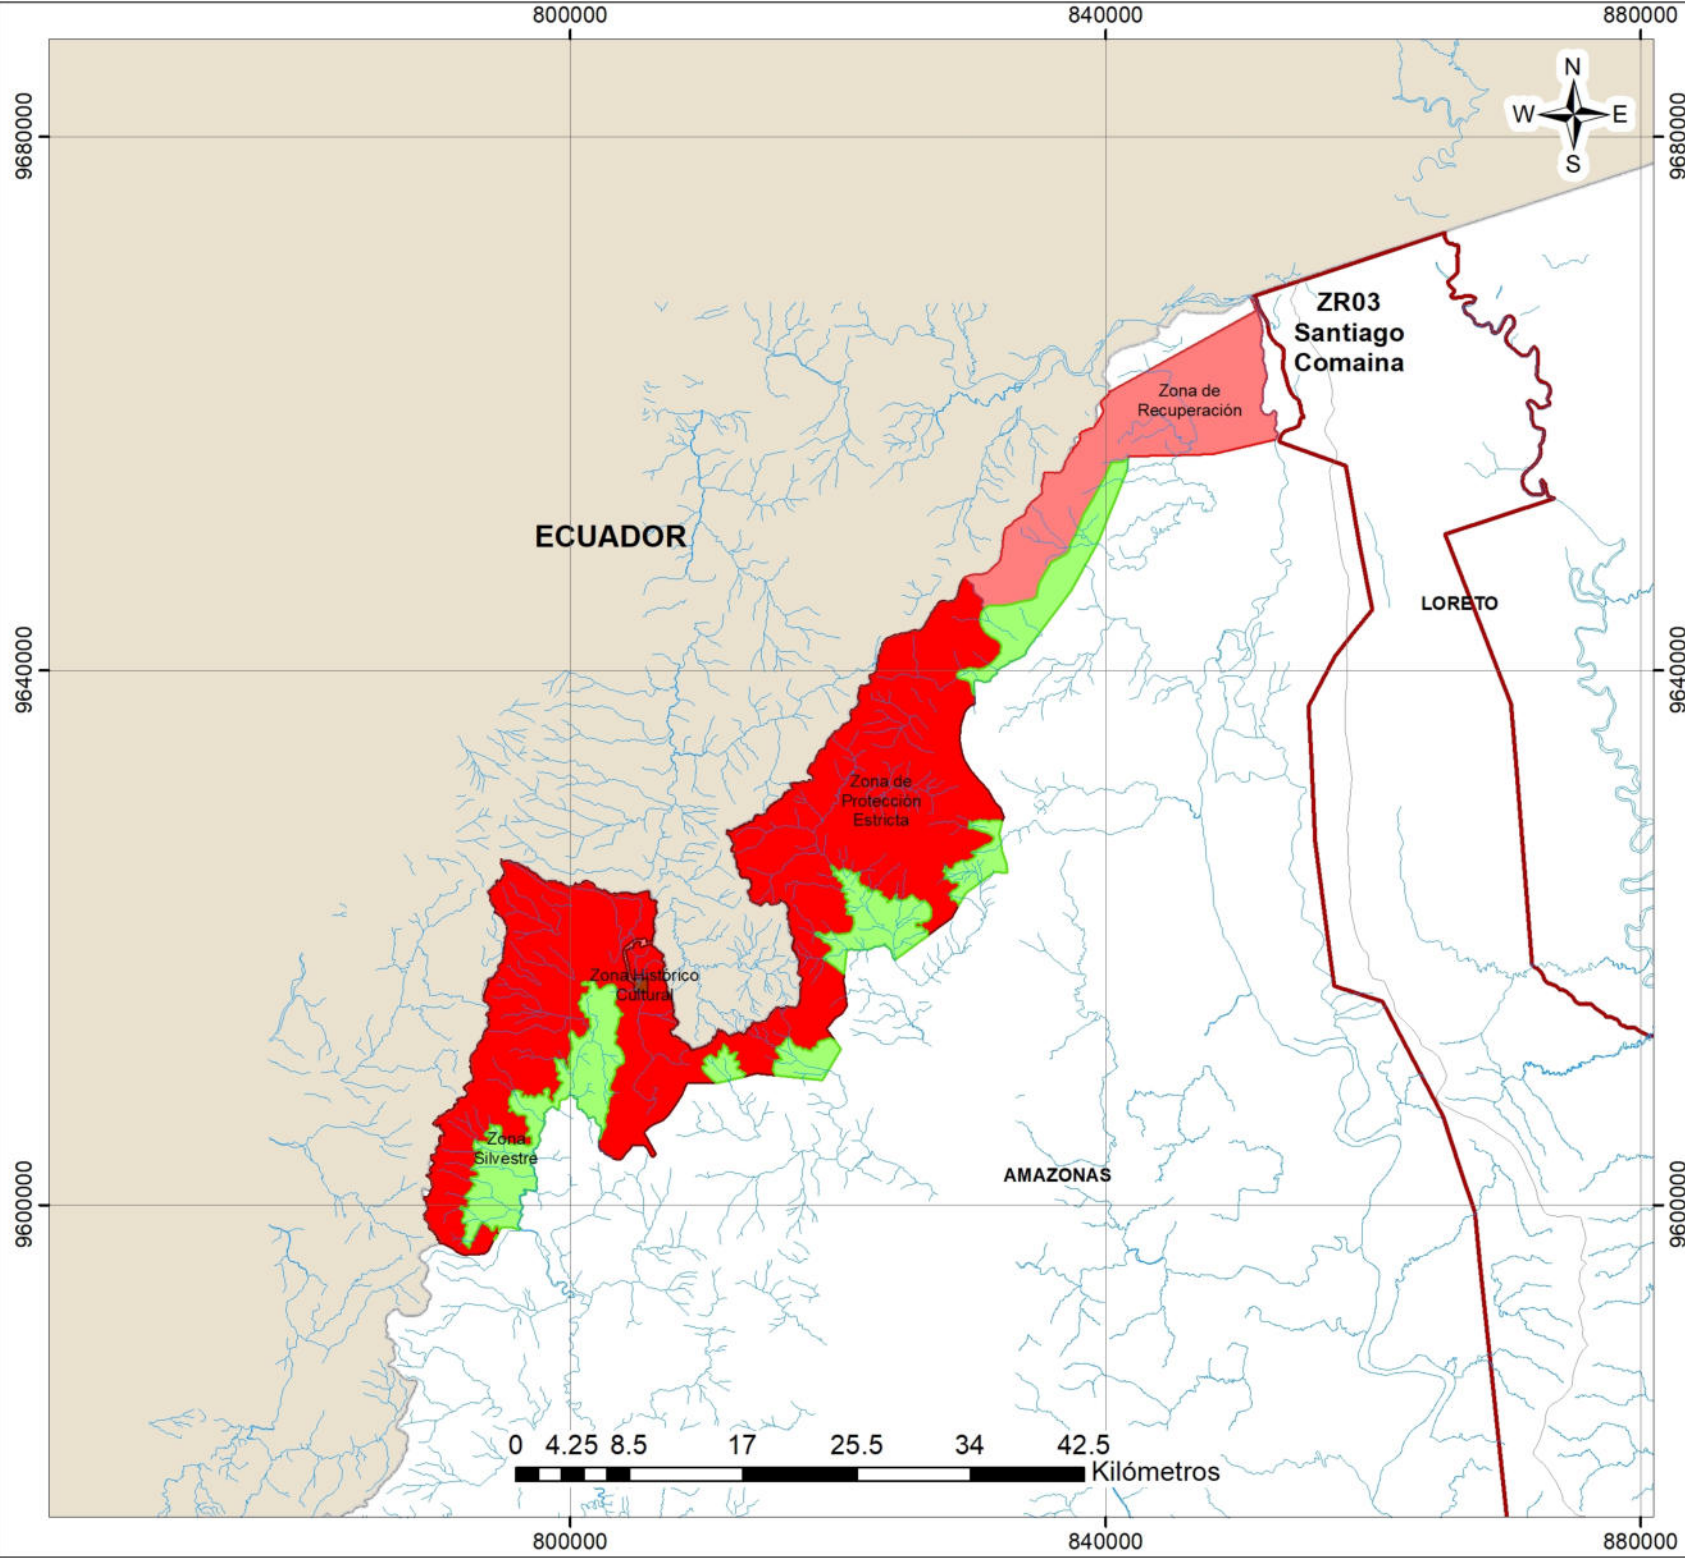 800000
840000
880000
N
W
E
S
9680000
9680000
ZR03
Santiago
Comaina
Zona de
Recuperación
ECUADOR
LORETO
9640000
9640000
Zona de
Protección
Estricta
Zona Histórico
Cultural
Zona
Silvestre
AMAZONAS
9600000
9600000
0 4.25 8.5 17 25.5 34 42.5
Kilómetros
800000
840000
880000